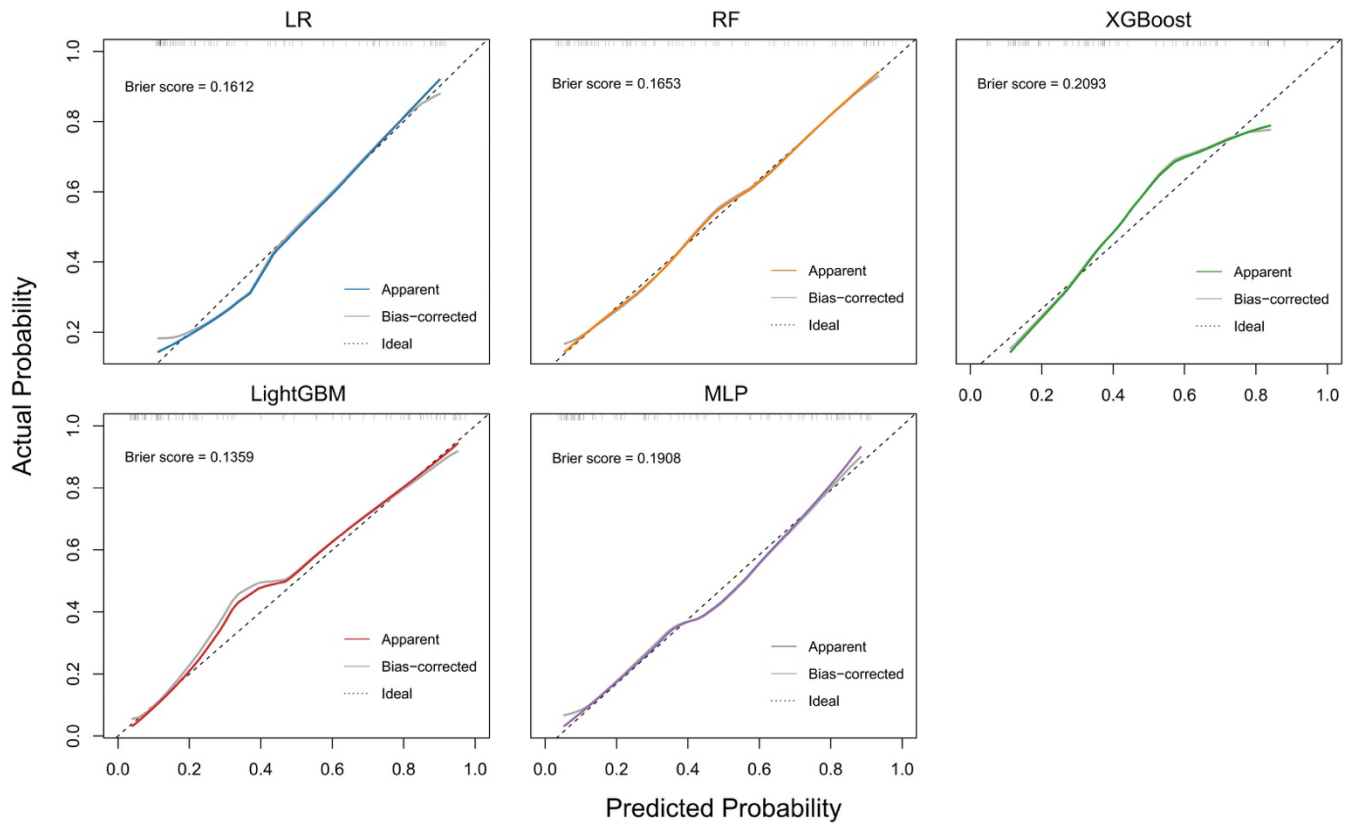 LR
RF
XGBoost
Brier score = 0.1612
Brier score = 0.1653
Brier score = 0.2093
1.0
0.8
0.6
0.4
0.2
Apparent
Bias−corrected
Ideal
Apparent
Bias−corrected
Ideal
Apparent
Bias−corrected
Ideal
0.0 0.2 0.4 0.6 0.8 1.0
Actual Probability
LightGBM
MLP
Brier score = 0.1359
Brier score = 0.1908
1.0
0.8
0.6
0.4
0.2
0.0
Apparent
Bias−corrected
Ideal
Apparent
Bias−corrected
Ideal
0.0 0.2 0.4 0.6 0.8 1.0
0.0 0.2 0.4 0.6 0.8 1.0
Predicted Probability